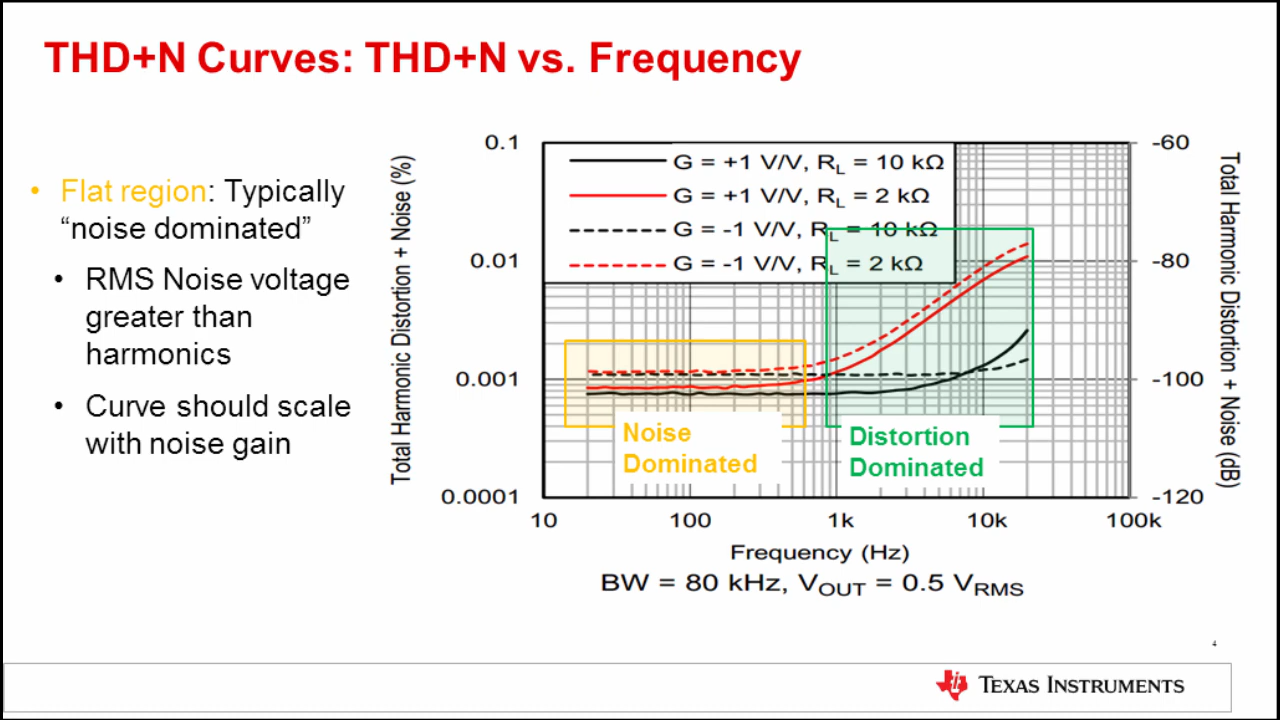 THD+N Curves: THD+N vs. Frequency
• Flat region: Typically
“noise dominated”
• RMS Noise voltage
greater than
harmonics
• Curve should scale
with noise gain
Total Harmonic Distortion + Noise (%)
0.1
0.01
0.001
0.0001
G = +1 V/V, RL = 10 kΩ
G = +1 V/V, RL = 2 kΩ
G = -1 V/V, RL = 10 kΩ
G = -1 V/V, RL = 2 kΩ
Noise
Dominated
Distortion
Dominated
-60
-80
-100
-120
Total Harmonic Distortion + Noise (dB)
10 100 1k 10k 100k
Frequency (Hz)
BW = 80 kHz, VOUT = 0.5 VRMS
4
TEXAS INSTRUMENTS